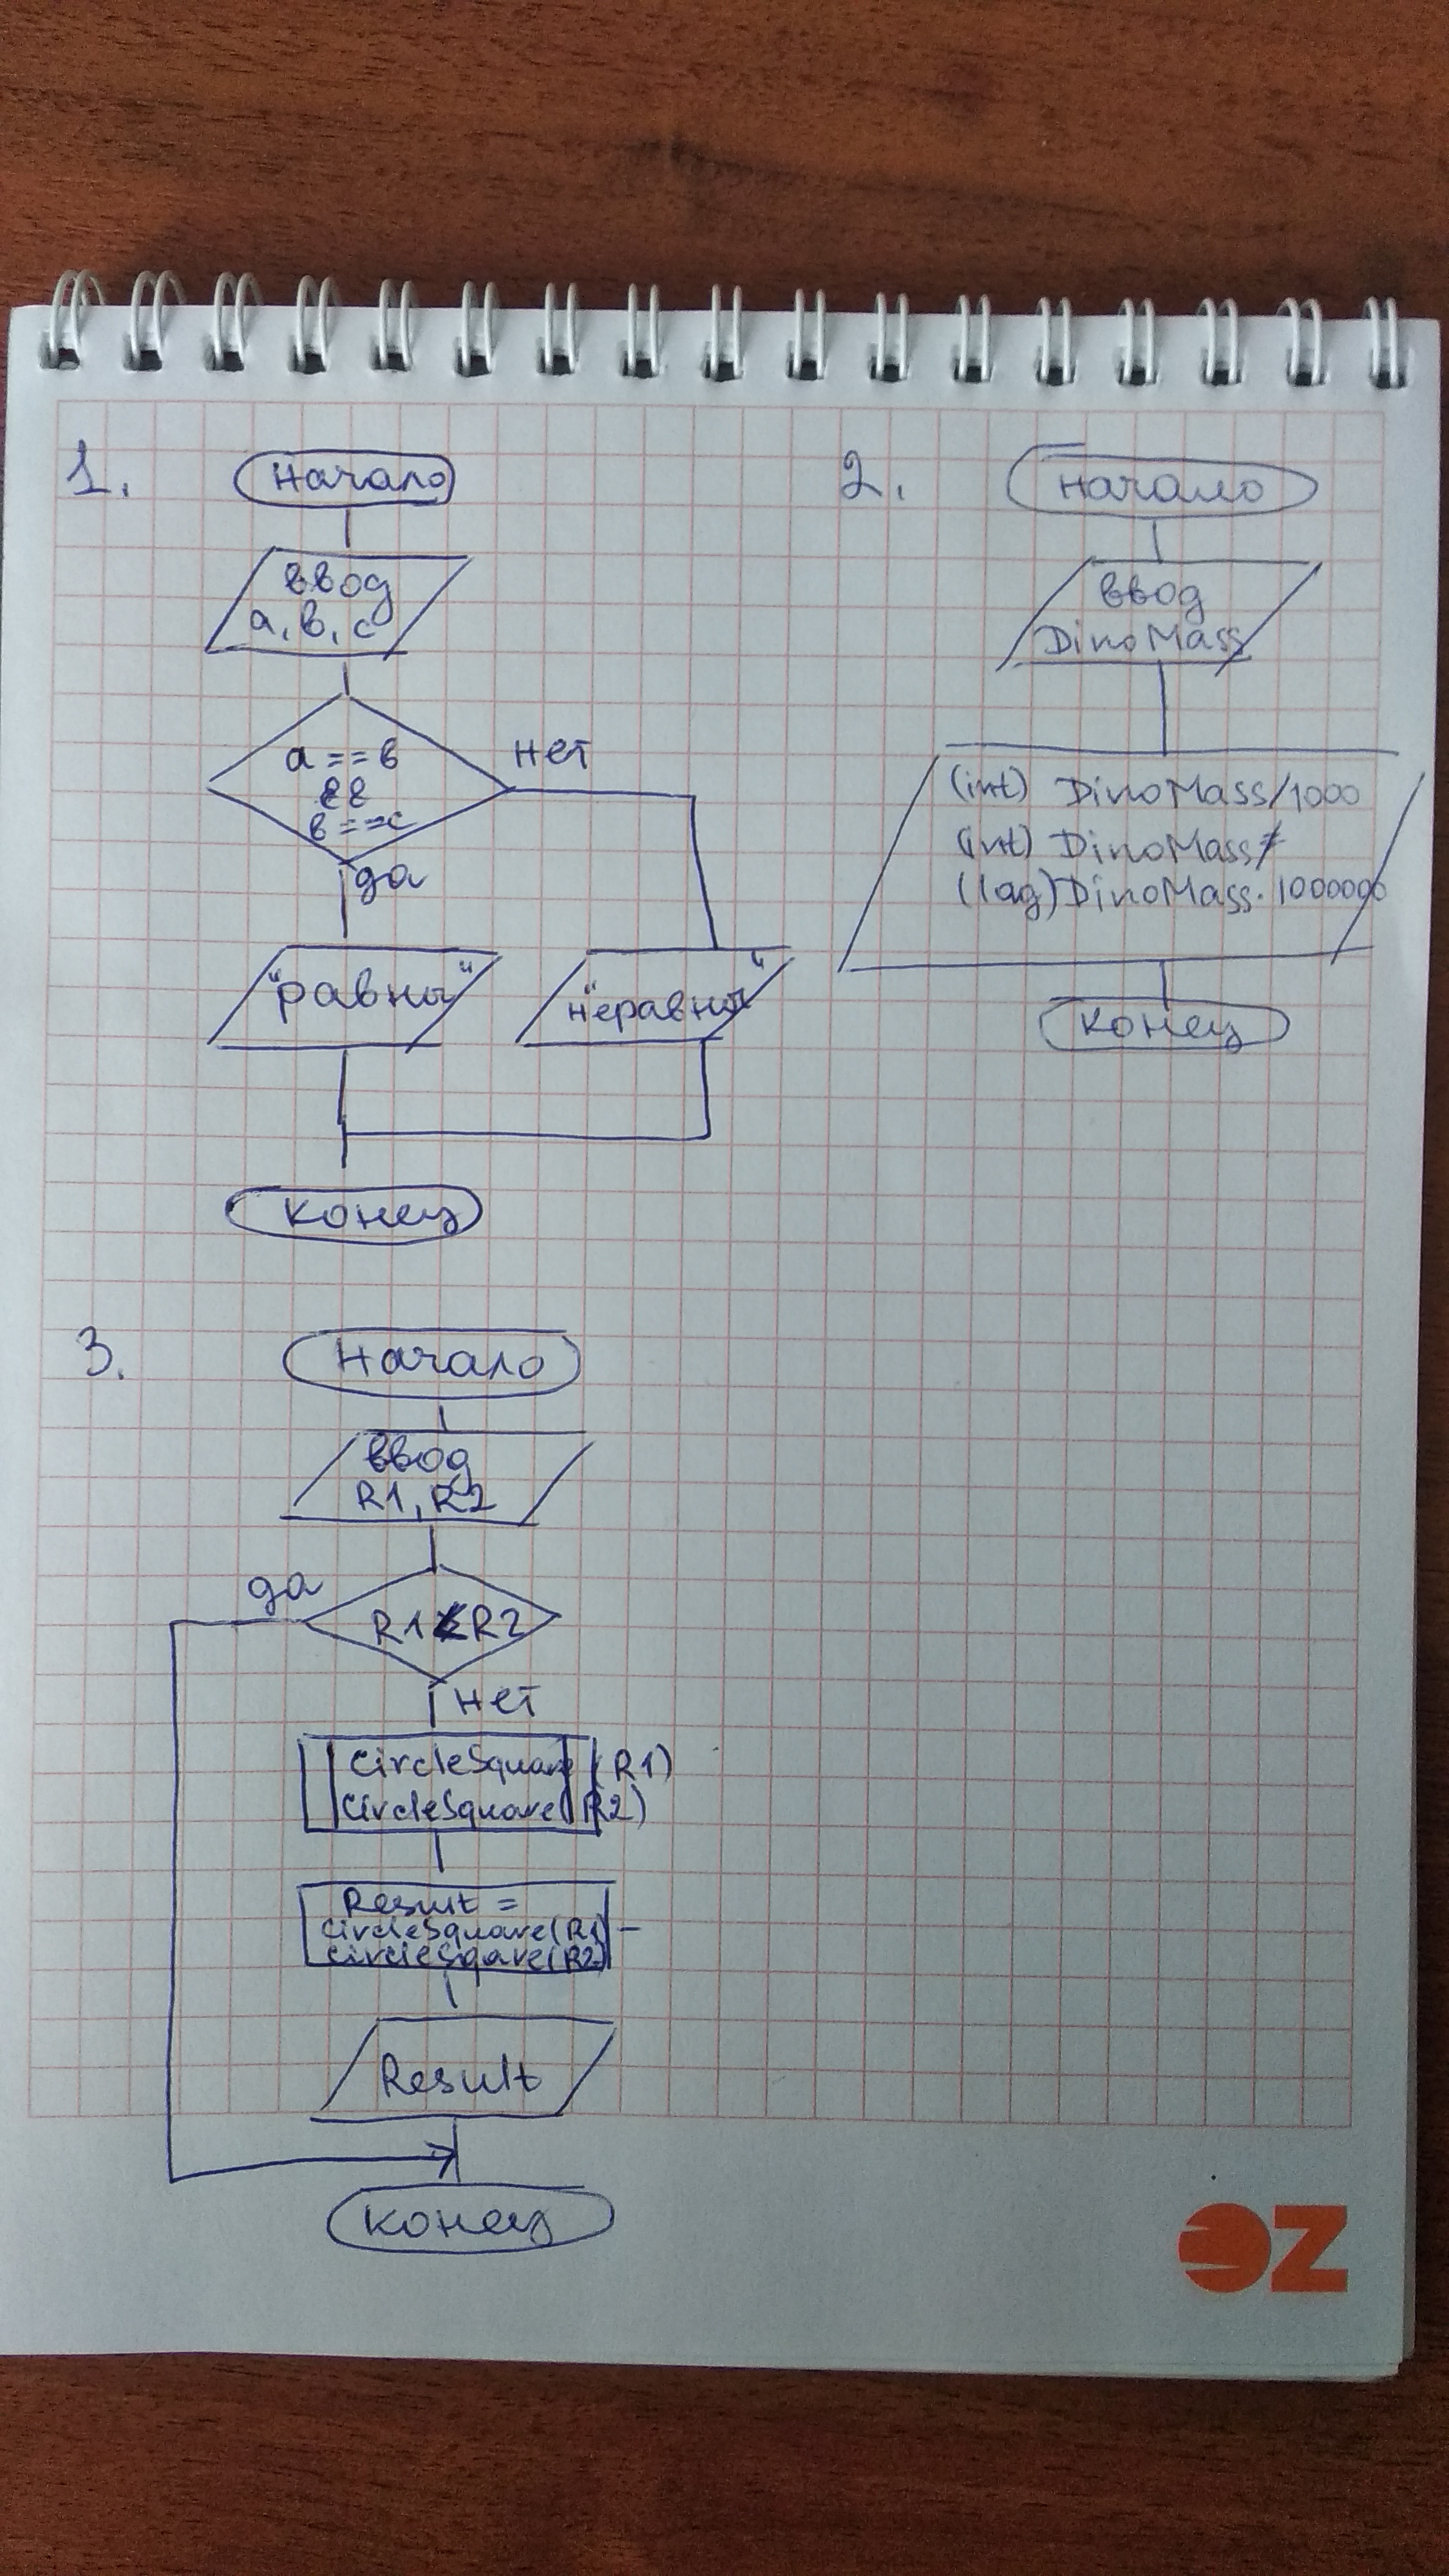 1.
Начало
ввод
a, b, c
a == b
&&
b == c
нет
да
"равны"
"неравны"
конец
2.
начало
ввод
DinoMass
(int) DinoMass/1000
(int) DinoMass
DinoMass. 1000000
конец
3.
Начало
ввод
R1, R2
да
R1 < R2
нет
CircleSquare (R1)
CircleSquare (R2)
Result =
CircleSquare(R1) –
CircleSqare(R2)
Result
конец
OZ